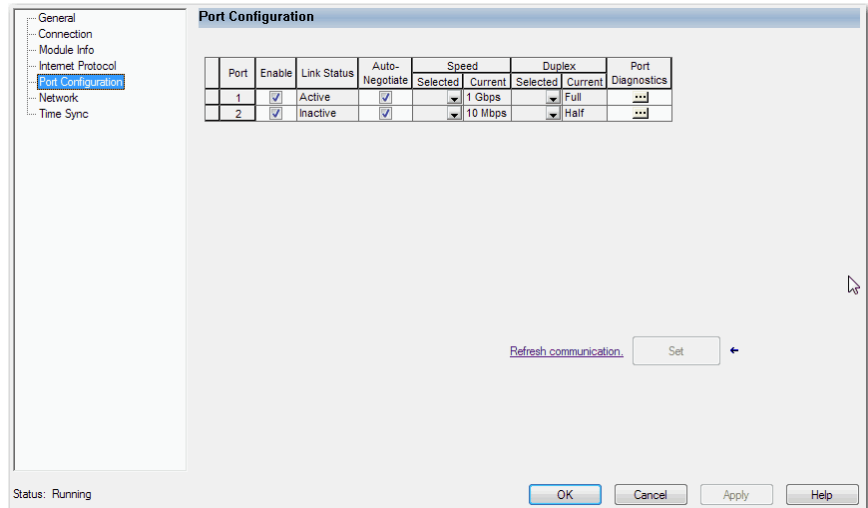 General
Connection
Module Info
Internet Protocol
Port Configuration
Network
Time Sync
Port Configuration
Port Enable Link Status Auto-Negotiate Speed Duplex Port Diagnostics
Selected Current Selected Current
1 Active 1 Gbps Full ...
2 Inactive 10 Mbps Half ...
Refresh communication. Set
Status: Running OK Cancel Apply Help